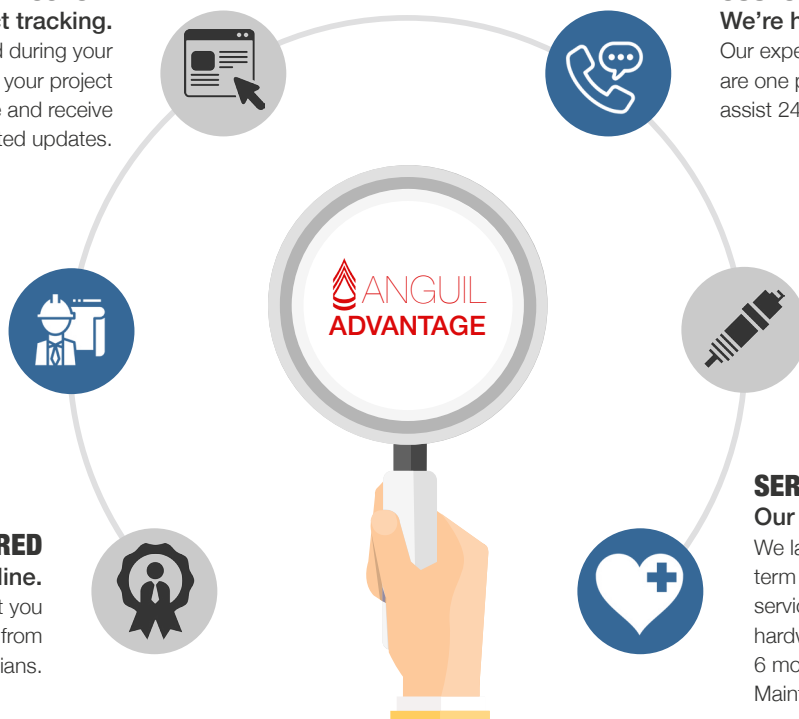 t tracking.
d during your
your project
e and receive
ted updates.
We're h
Our expe
are one p
assist 24
ANGUIL
ADVANTAGE
RED
line.
t you
from
ians.
SER
Our
We la
term
servic
hardw
6 mo
Maint